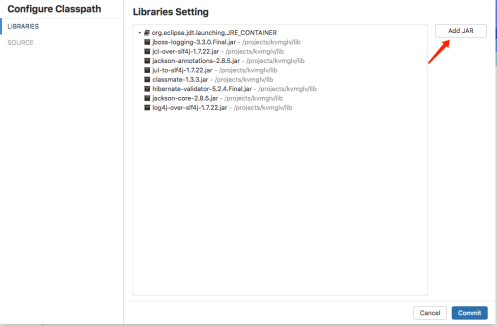 Configure Classpath
LIBRARIES
SOURCE
Libraries Setting
org.eclipse.jdt.launching.JRE_CONTAINER
jboss-logging-3.3.0.Final.jar - /projects/kvmglv/lib
jcl-over-slf4j-1.7.22.jar - /projects/kvmglv/lib
jackson-annotations-2.8.5.jar - /projects/kvmglv/lib
jul-to-slf4j-1.7.22.jar - /projects/kvmglv/lib
classmate-1.3.3.jar - /projects/kvmglv/lib
hibernate-validator-5.2.4.Final.jar - /projects/kvmglv/lib
jackson-core-2.8.5.jar - /projects/kvmglv/lib
log4j-over-slf4j-1.7.22.jar - /projects/kvmglv/lib
Add JAR
Cancel
Commit